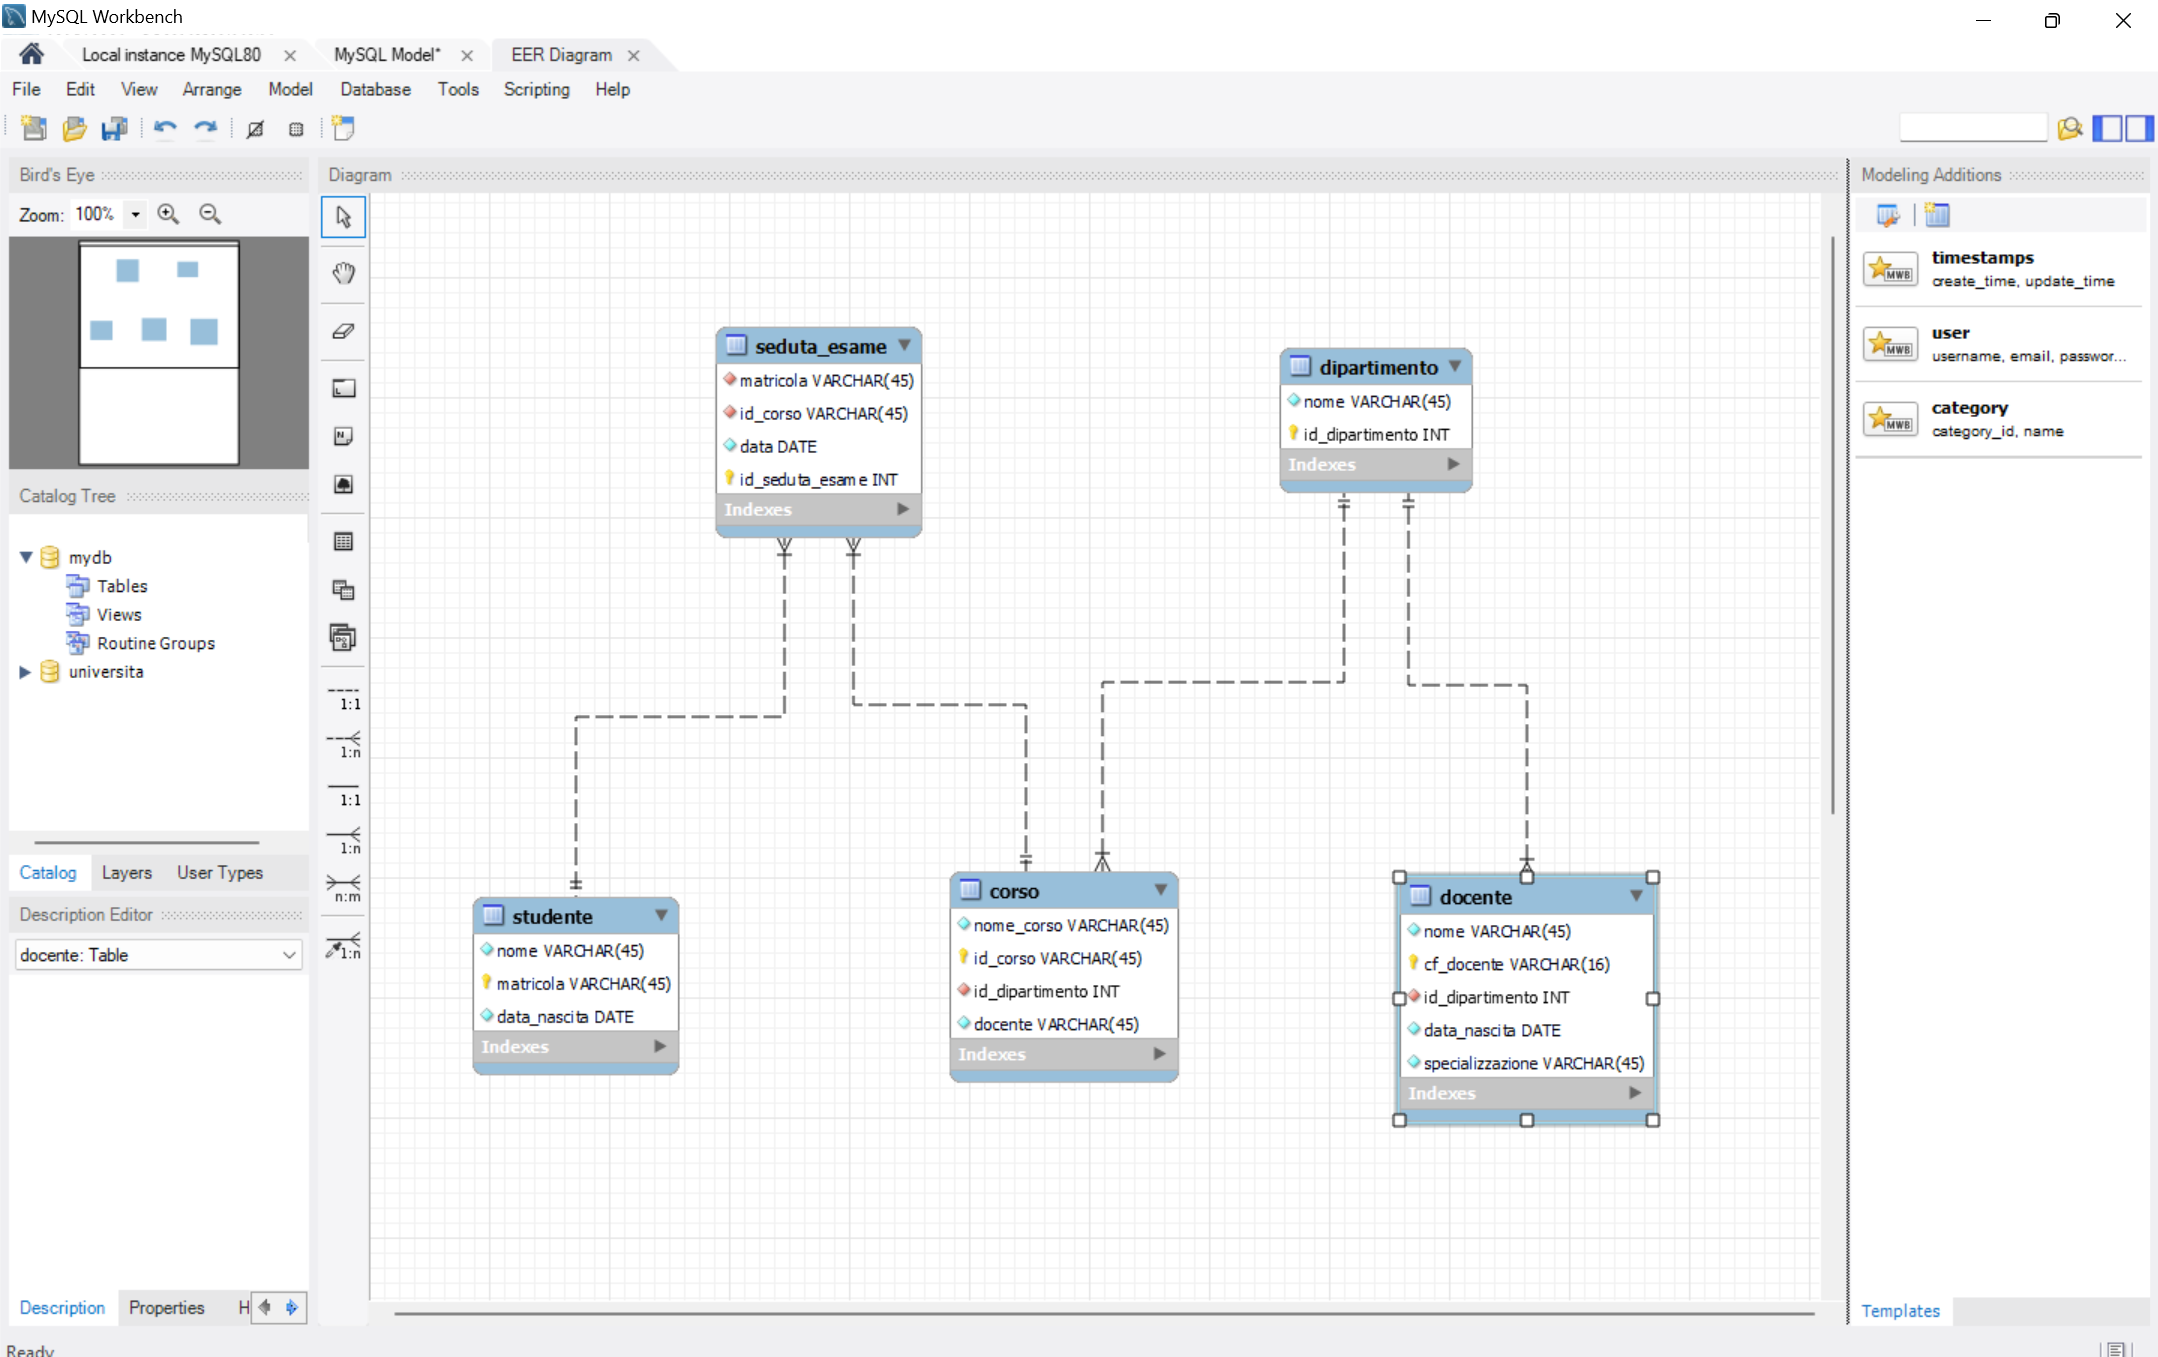 MySQL Workbench
Local instance MySQL80
MySQL Model*
EER Diagram
File Edit View Arrange Model Database Tools Scripting Help
Bird's Eye
Zoom: 100%
Catalog Tree
mydb
Tables
Views
Routine Groups
universita
Catalog Layers User Types
Description Editor
docente: Table
Description Properties H
Ready
Diagram
1:1
1:n
1:1
1:n
n:m
1:n
seduta_esame
matricola VARCHAR(45)
id_corso VARCHAR(45)
data DATE
id_seduta_esame INT
Indexes
dipartimento
nome VARCHAR(45)
id_dipartimento INT
Indexes
studente
nome VARCHAR(45)
matricola VARCHAR(45)
data_nascita DATE
Indexes
corso
nome_corso VARCHAR(45)
id_corso VARCHAR(45)
id_dipartimento INT
docente VARCHAR(45)
Indexes
docente
nome VARCHAR(45)
cf_docente VARCHAR(16)
id_dipartimento INT
data_nascita DATE
specializzazione VARCHAR(45)
Indexes
Modeling Additions
MWB
timestamps
create_time, update_time
MWB
user
username, email, passwor...
MWB
category
category_id, name
Templates